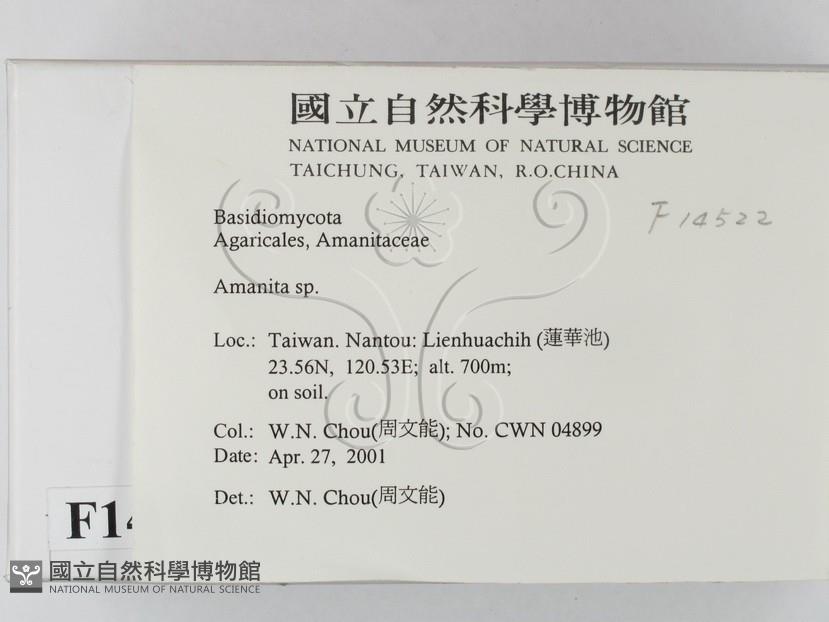 國立自然科學博物館
NATIONAL MUSEUM OF NATURAL SCIENCE
TAICHUNG, TAIWAN, R.O.CHINA
F14522
Basidiomycota
Agaricales, Amanitaceae
Amanita sp.
Loc.: Taiwan. Nantou: Lienhuachih (蓮華池)
23.56N, 120.53E; alt. 700m;
on soil.
Col.: W.N. Chou(周文能); No. CWN 04899
Date: Apr. 27, 2001
Det.: W.N. Chou(周文能)
F14
國立自然科學博物館
NATIONAL MUSEUM OF NATURAL SCIENCE